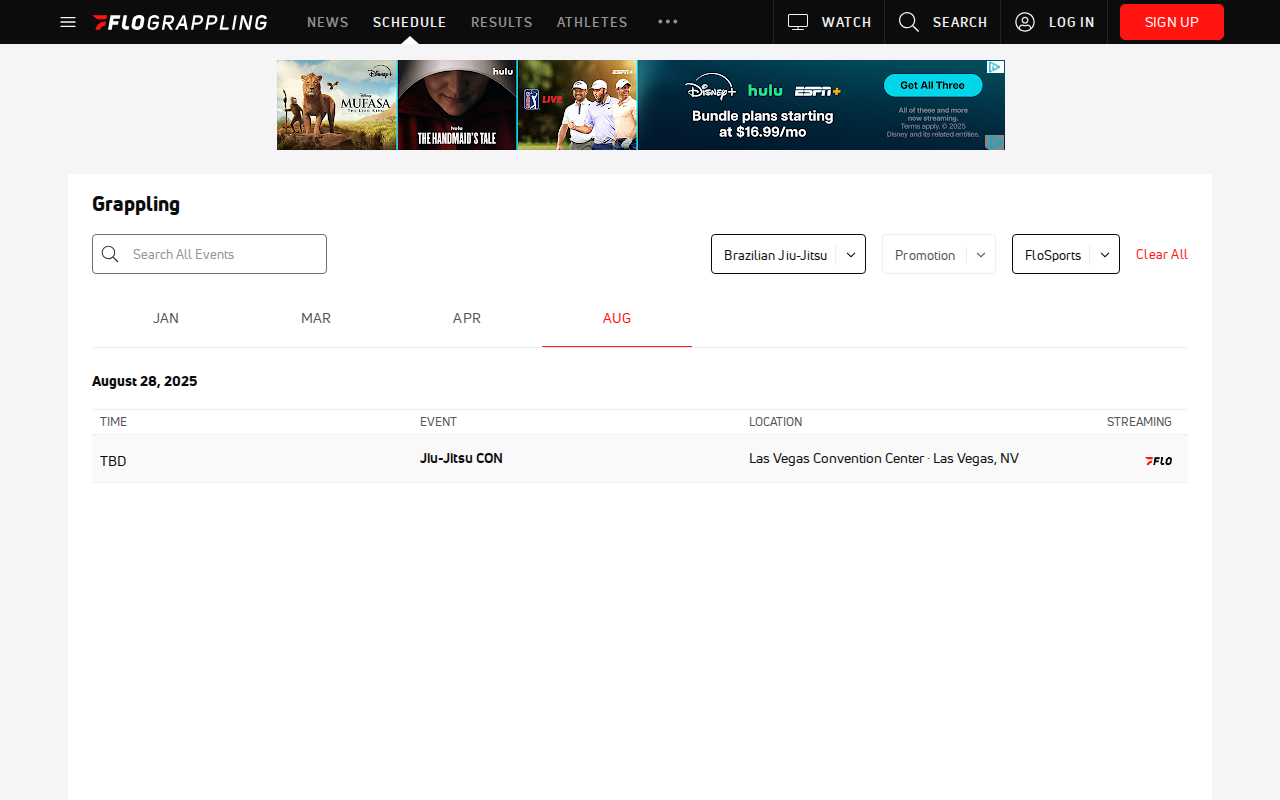 FLOGRAPPLING NEWS SCHEDULE RESULTS ATHLETES ••• WATCH SEARCH LOG IN SIGN UP
Disney+
Disney
MUFASA
THE LION KING
hulu
hulu
THE HANDMAID'S TALE
ESPN+
PGA TOUR LIVE
Disney+ hulu ESPN+
Bundle plans starting
at $16.99/mo
Get All Three
All of these and more
now streaming.
Terms apply. © 2025
Disney and its related entities.
Grappling
Search All Events Brazilian Jiu-Jitsu Promotion FloSports Clear All
JAN MAR APR AUG
August 28, 2025
TIME EVENT LOCATION STREAMING
TBD Jiu-Jitsu CON Las Vegas Convention Center · Las Vegas, NV FLO